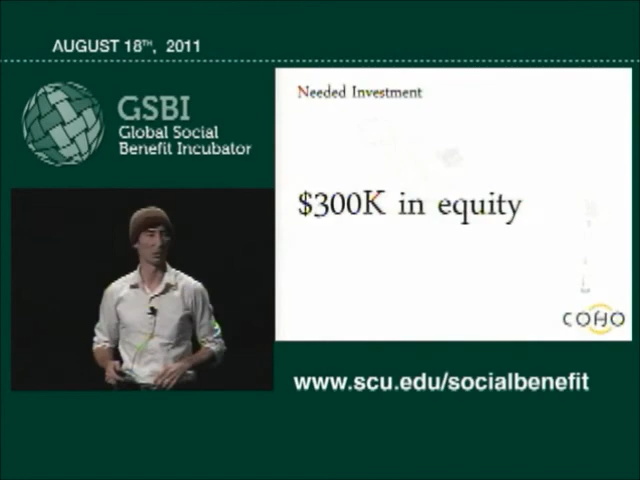 AUGUST 18TH, 2011
GSBI
Global Social
Benefit Incubator
Needed Investment
$300K in equity
COHO
www.scu.edu/socialbenefit